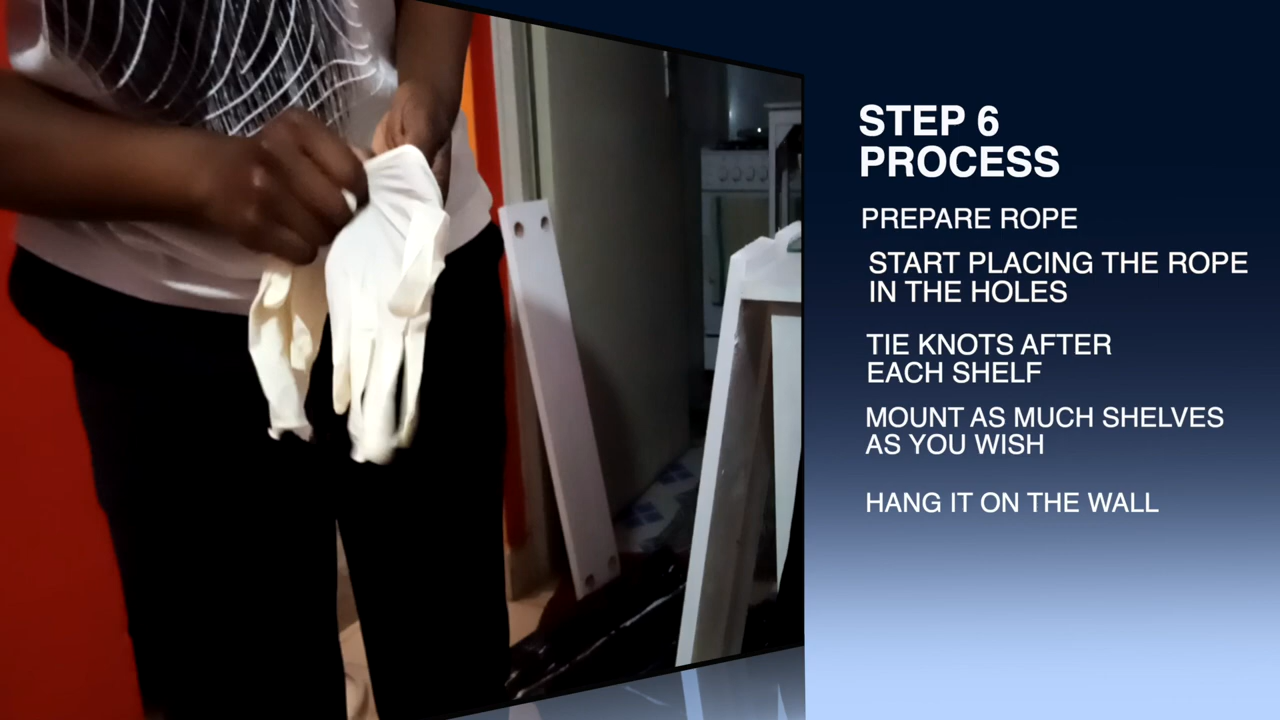 STEP 6
PROCESS
PREPARE ROPE
START PLACING THE ROPE
IN THE HOLES
TIE KNOTS AFTER
EACH SHELF
MOUNT AS MUCH SHELVES
AS YOU WISH
HANG IT ON THE WALL